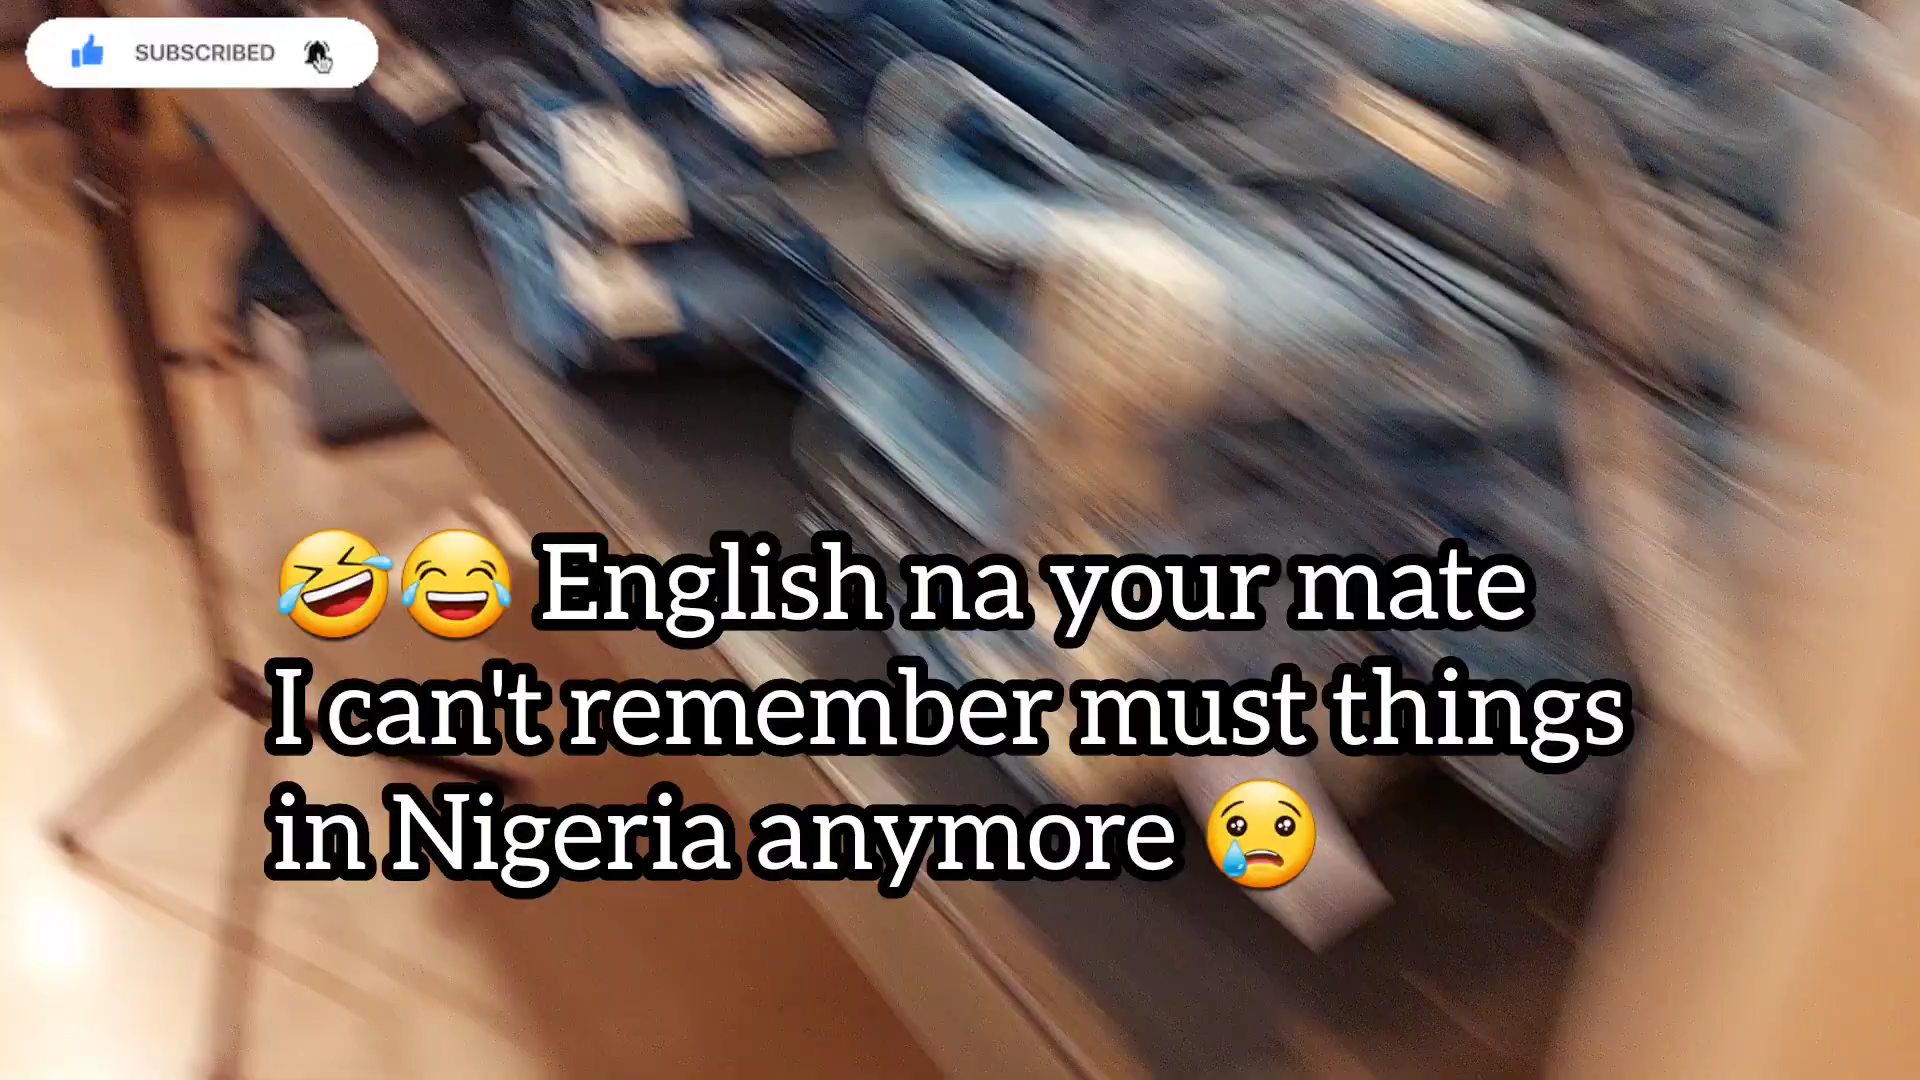 SUBSCRIBED
🤣😂 English na your mate
I can't remember must things
in Nigeria anymore 😢